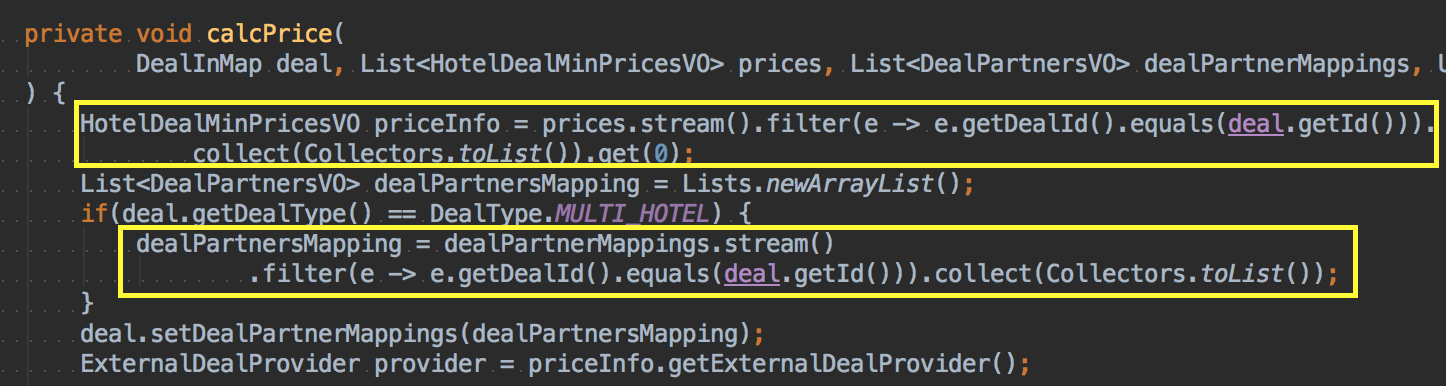 private void calcPrice(
DealInMap deal, List<HotelDealMinPricesVO> prices, List<DealPartnersVO> dealPartnerMappings,
) {
HotelDealMinPricesVO priceInfo = prices.stream().filter(e -> e.getDealId().equals(deal.getId())).
collect(Collectors.toList()).get(0);
List<DealPartnersVO> dealPartnersMapping = Lists.newArrayList();
if(deal.getDealType() == DealType.MULTI_HOTEL) {
dealPartnersMapping = dealPartnerMappings.stream()
.filter(e -> e.getDealId().equals(deal.getId())).collect(Collectors.toList());
}
deal.setDealPartnerMappings(dealPartnersMapping);
ExternalDealProvider provider = priceInfo.getExternalDealProvider();